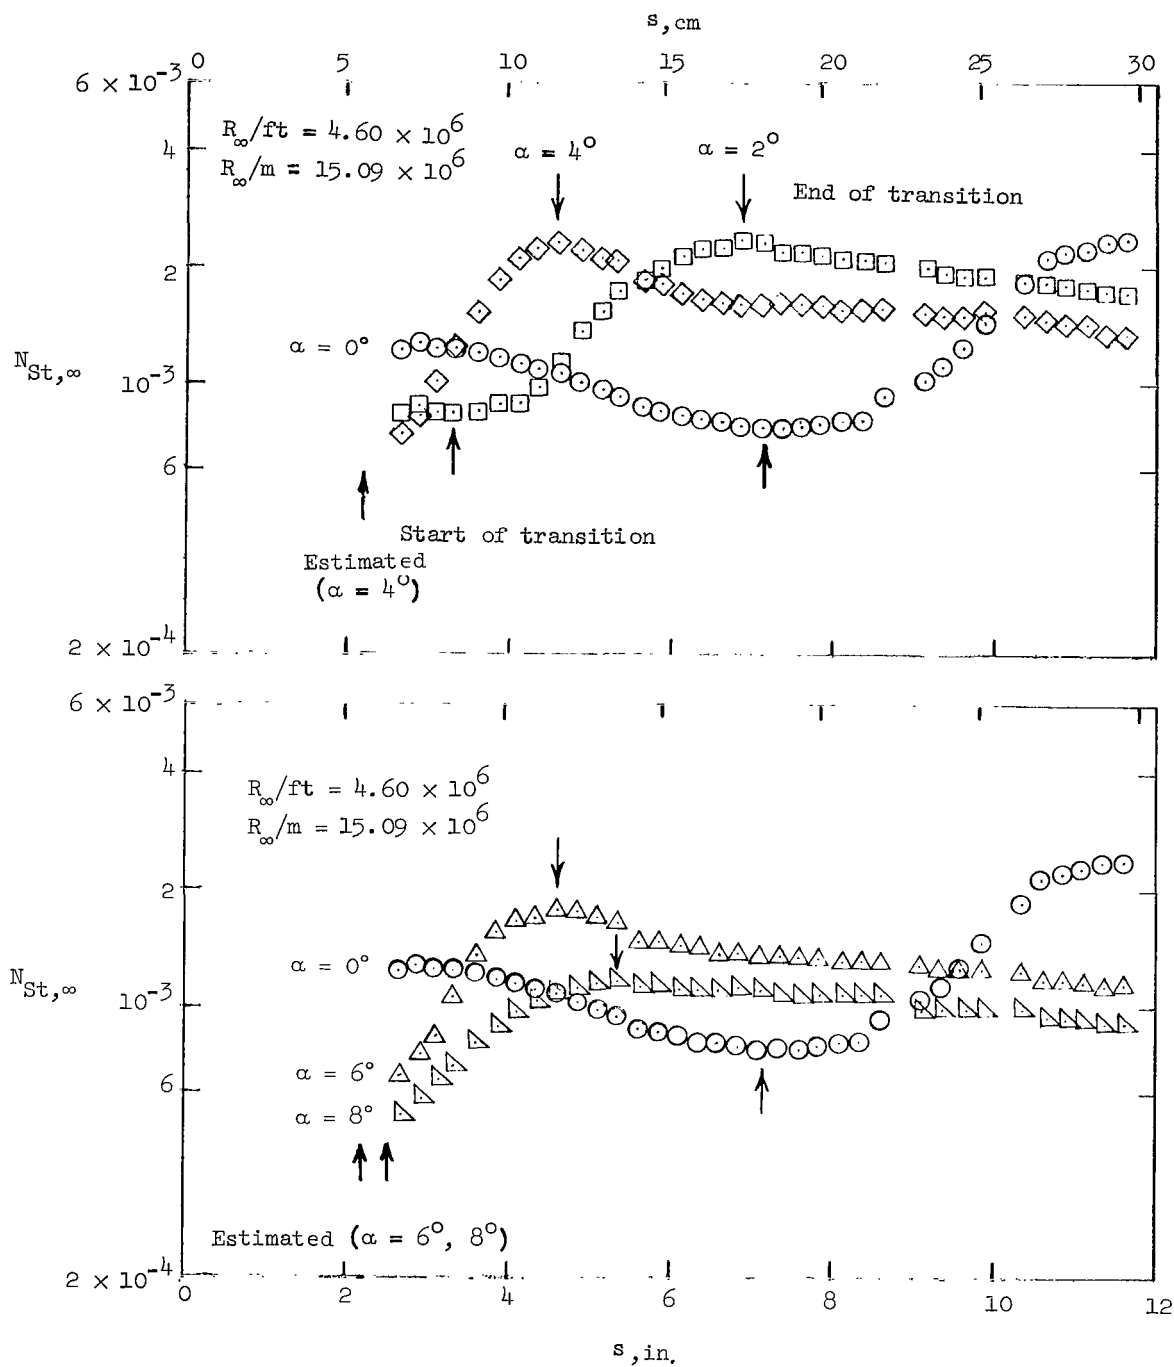 s, cm
0 5 10 15 20 25 30
6 × 10⁻³
R∞/ft = 4.60 × 10⁶
R∞/m = 15.09 × 10⁶
4
α = 4° α = 2°
End of transition
2
α = 0°
N_St,∞
10⁻³
6
Start of transition
Estimated
(α = 4°)
2 × 10⁻⁴
6 × 10⁻³
4
R∞/ft = 4.60 × 10⁶
R∞/m = 15.09 × 10⁶
2
α = 0°
N_St,∞
10⁻³
α = 6°
6
α = 8°
Estimated (α = 6°, 8°)
2 × 10⁻⁴
0 2 4 6 8 10 12
s, in.